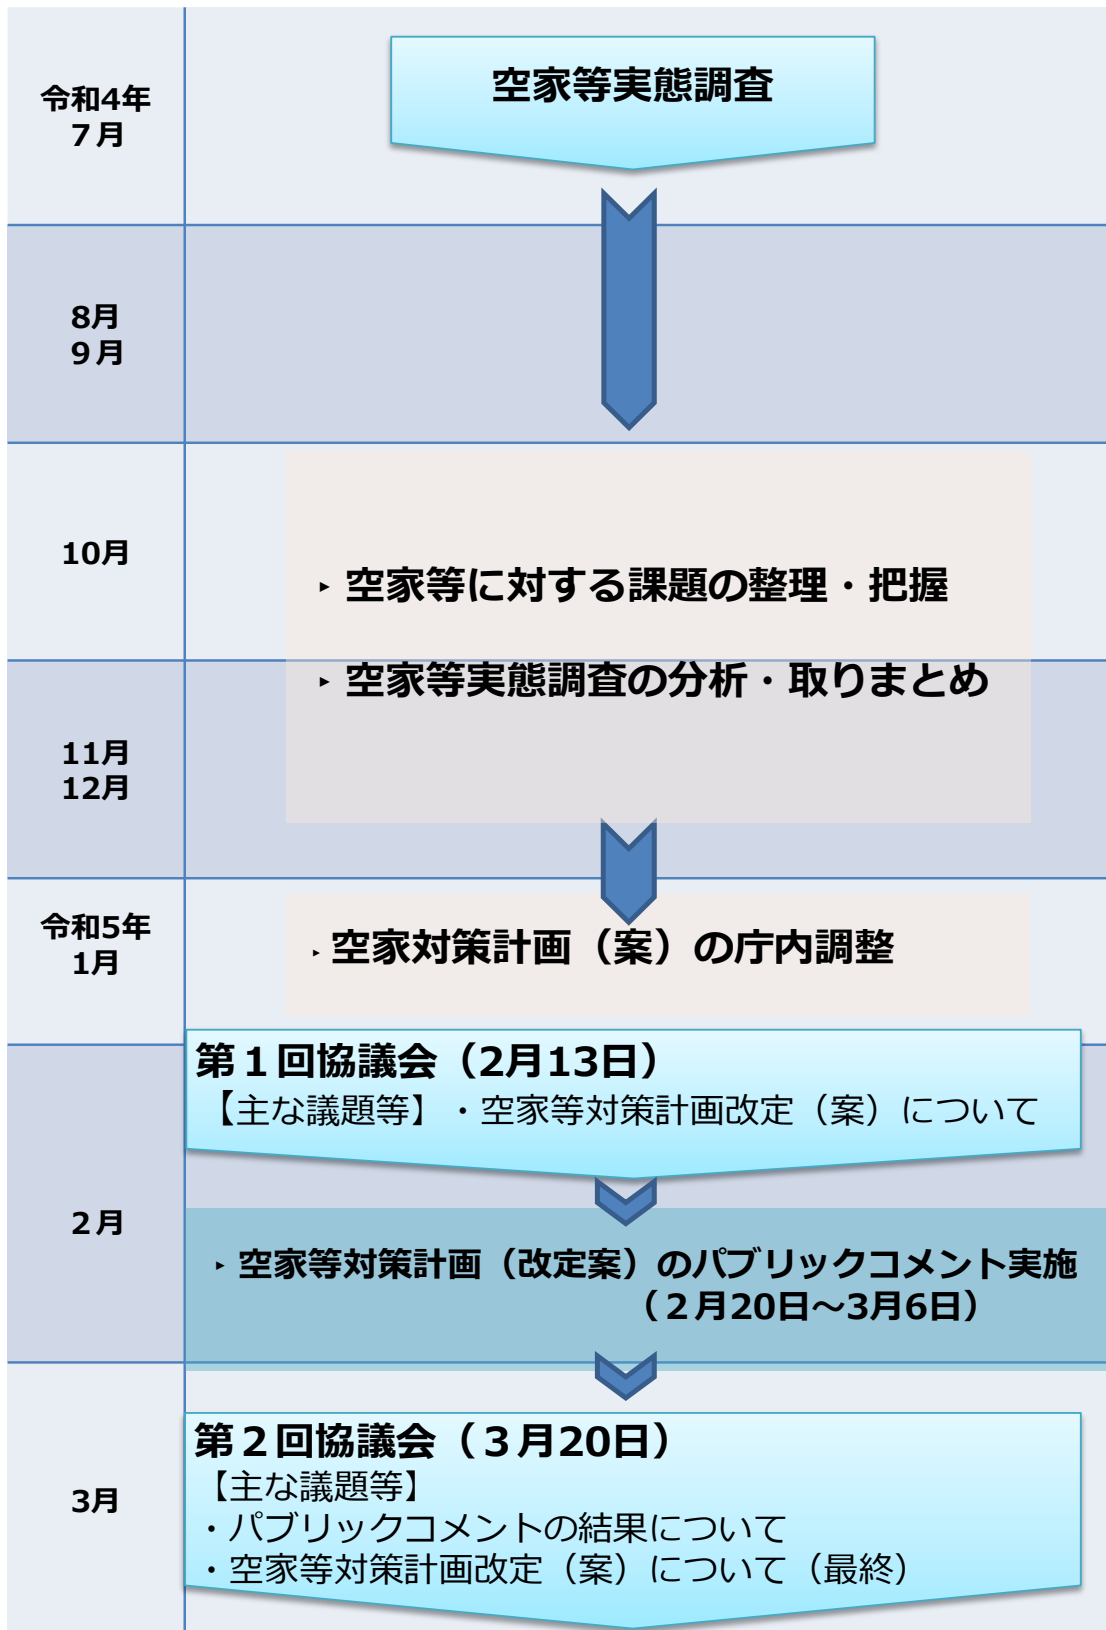 令和4年
７月
空家等実態調査
8月
９月
10月
‣ 空家等に対する課題の整理・把握
‣ 空家等実態調査の分析・取りまとめ
11月
12月
令和5年
1月
‣ 空家対策計画（案）の庁内調整
第１回協議会（2月13日）
【主な議題等】・空家等対策計画改定（案）について
２月
‣ 空家等対策計画（改定案）のパブリックコメント実施
（２月20日～3月6日）
3月
第２回協議会（３月20日）
【主な議題等】
・パブリックコメントの結果について
・空家等対策計画改定（案）について（最終）